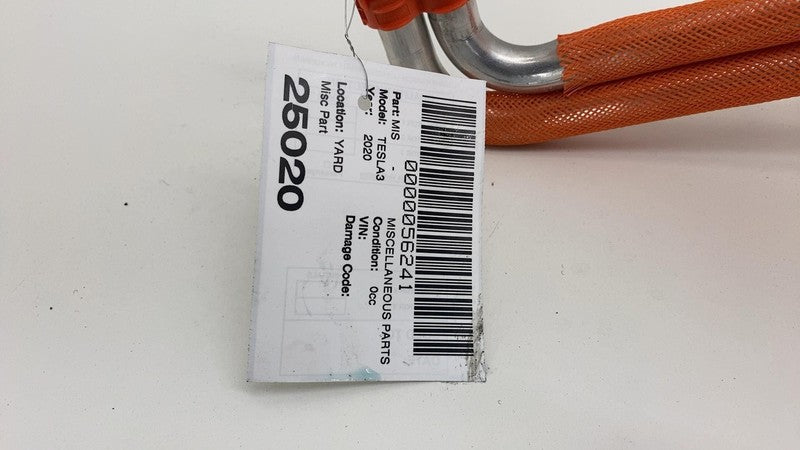 0000056241
Part: MIS - MISCELLANEOUS PARTS
Model: TESLA3 Condition: 0cc
Year: 2020 VIN:
Location: YARD Damage Code:
Misc Part
25020